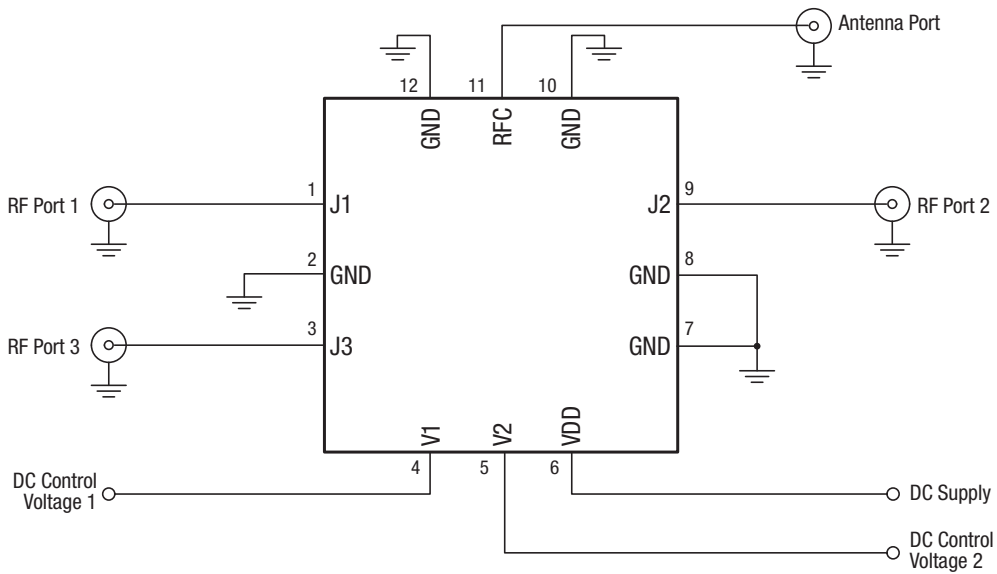 Antenna Port
12
11
10
GND
RFC
GND
RF Port 1
1
J1
J2
9
RF Port 2
2
GND
GND
8
RF Port 3
3
J3
GND
7
V1
V2
VDD
4
5
6
DC Control
Voltage 1
DC Supply
DC Control
Voltage 2